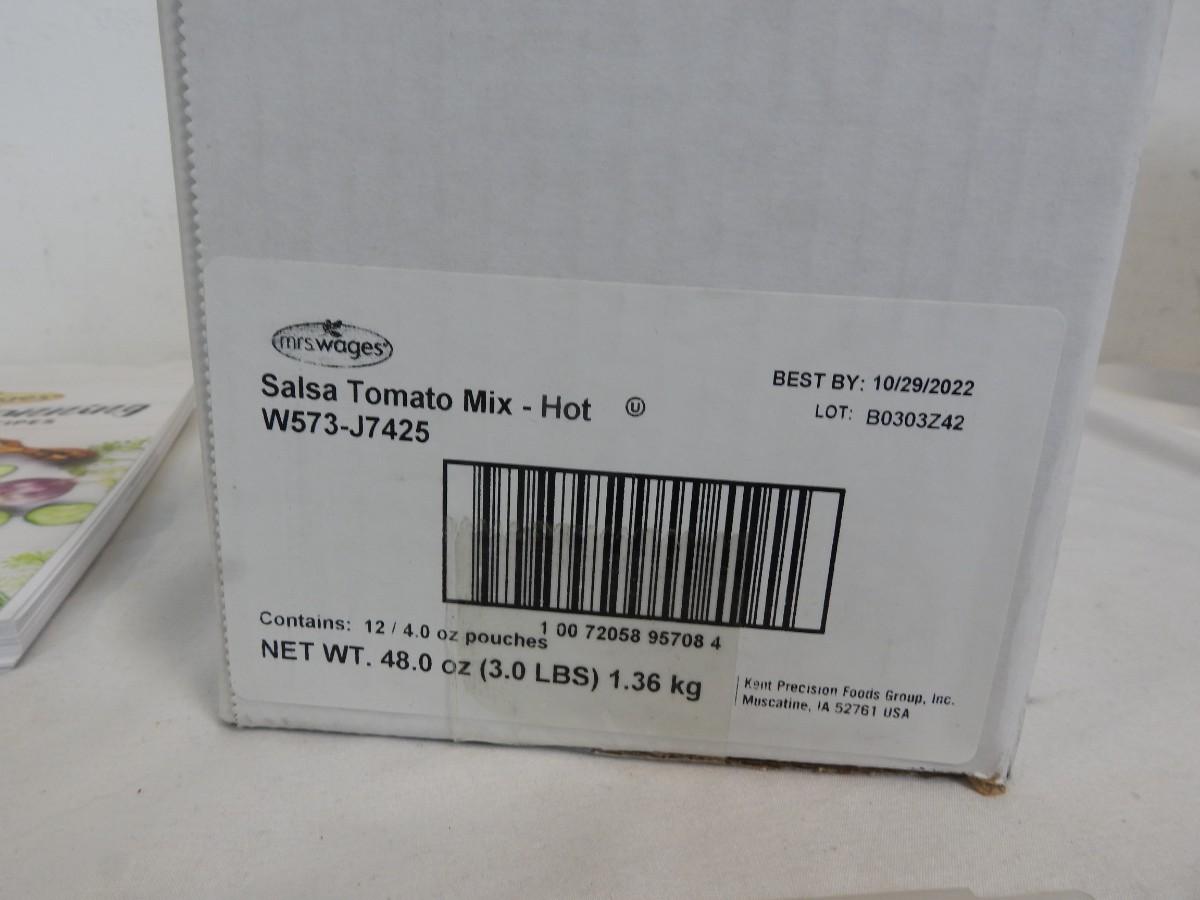 mrs.wages®
Salsa Tomato Mix - Hot Ⓤ
W573-J7425
BEST BY: 10/29/2022
LOT: B0303Z42
1 00 72058 95708 4
Contains: 12 / 4.0 oz pouches
NET WT. 48.0 oz (3.0 LBS) 1.36 kg
Kent Precision Foods Group, Inc.
Muscatine, IA 52761 USA